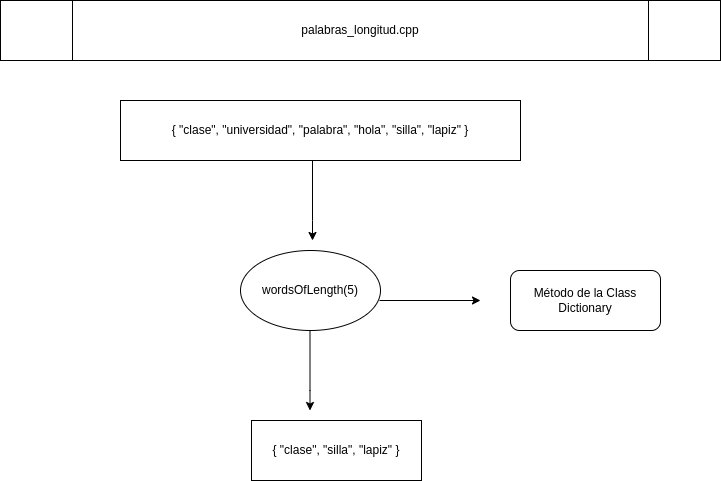 palabras_longitud.cpp
{ "clase", "universidad", "palabra", "hola", "silla", "lapiz" }
wordsOfLength(5)
Método de la Class
Dictionary
{ "clase", "silla", "lapiz" }